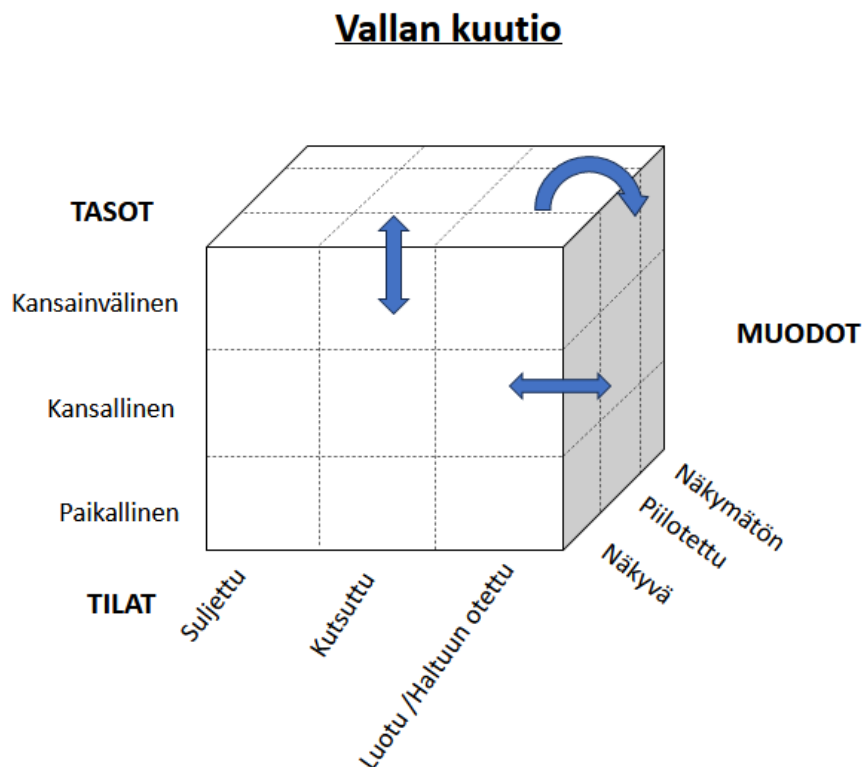 Vallan kuutio
TASOT
Kansainvälinen
Kansallinen
Paikallinen
TILAT
Suljettu
Kutsuttu
Luotu /Haltuun otettu
MUODOT
Näkymätön
Piilotettu
Näkyvä